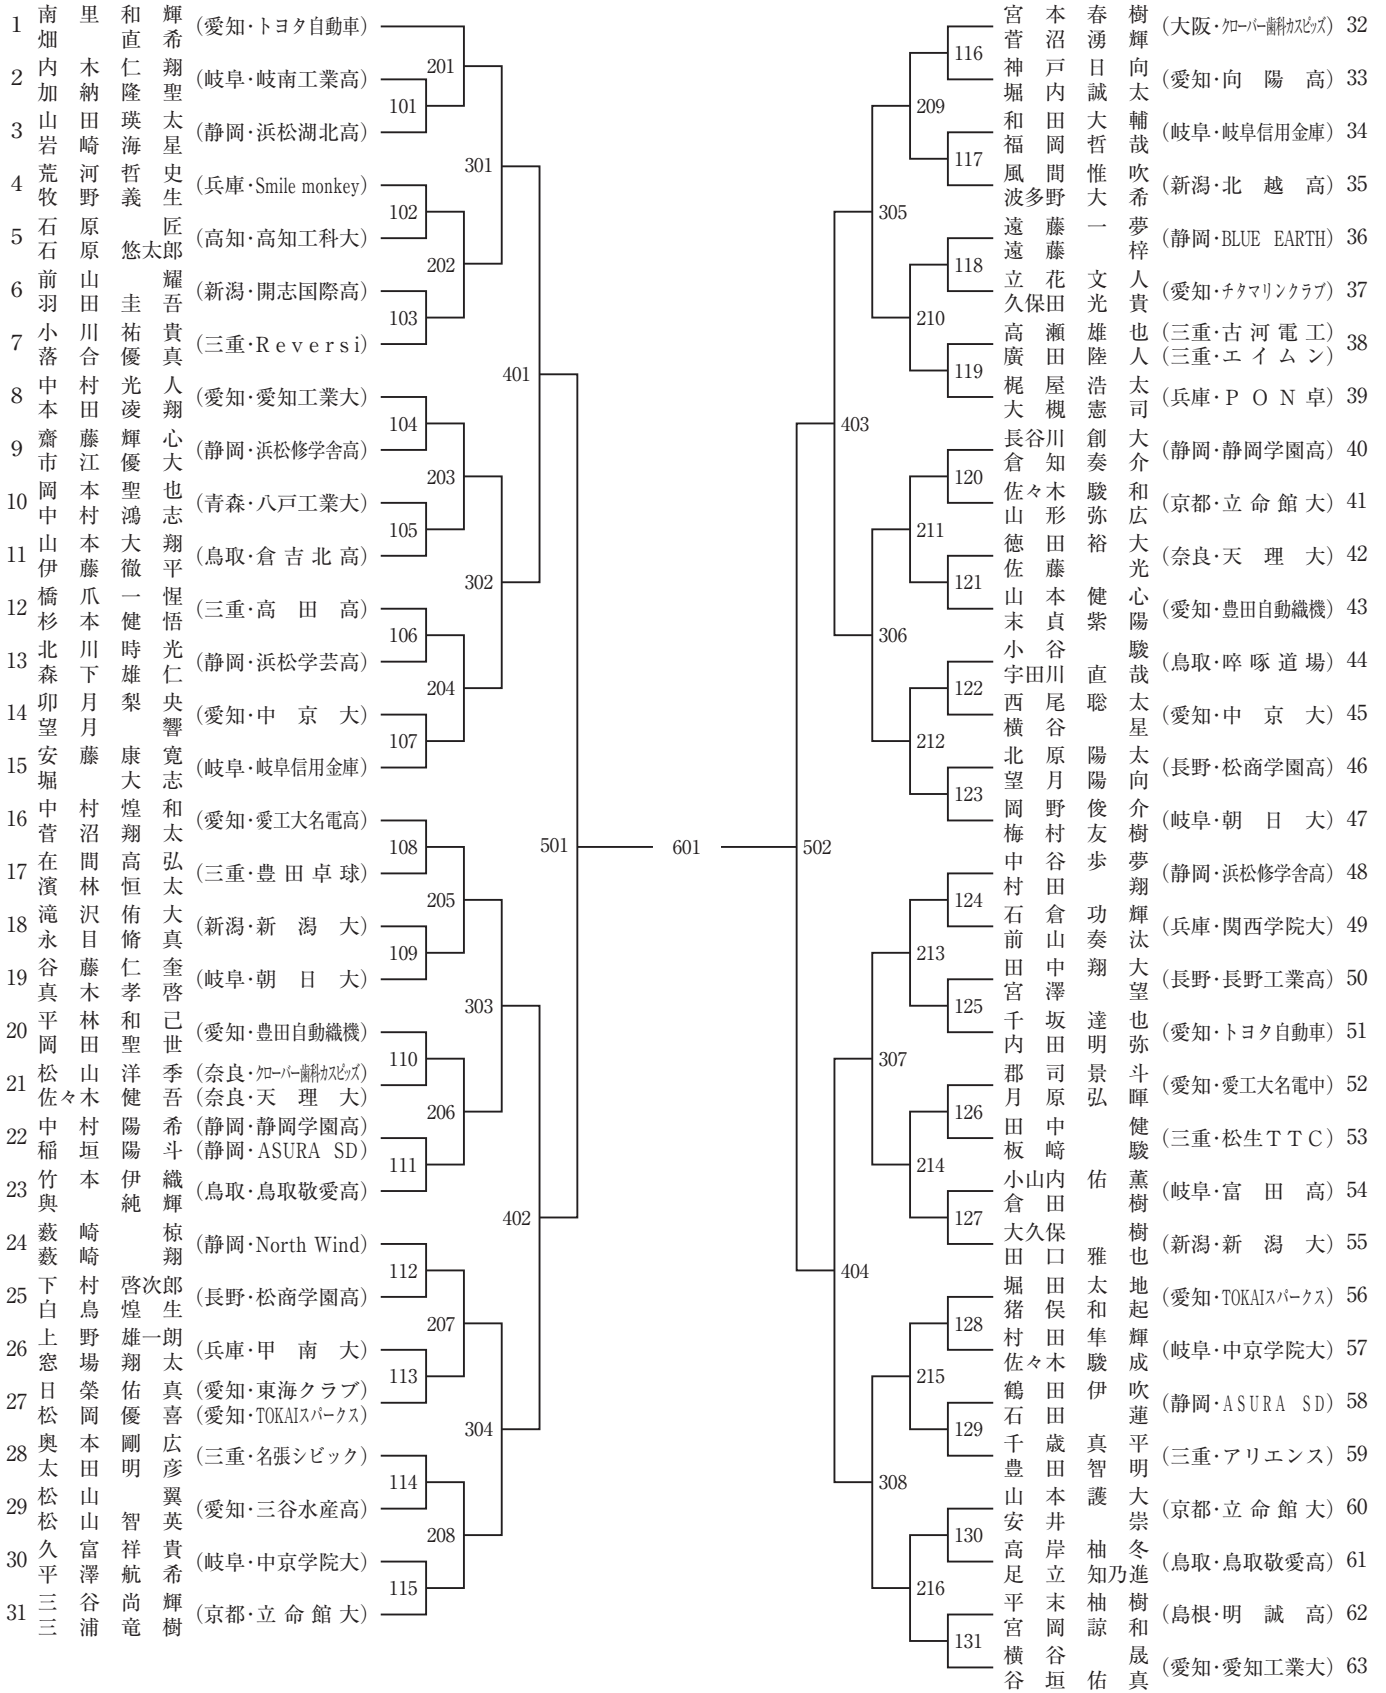 1 南里和輝 (愛知・トヨタ自動車)
畑直希
2 内木仁翔 (岐阜・岐南工業高)
加納隆聖
3 山田瑛太 (静岡・浜松湖北高)
岩崎海星
4 荒河哲史 (兵庫・Smile monkey)
牧野義生
5 石原匠 (高知・高知工科大)
石原悠太郎
6 前山耀 (新潟・開志国際高)
羽田圭吾
7 小川祐貴 (三重・Reversi)
落合優真
8 中村光人 (愛知・愛知工業大)
本田凌翔
9 齋藤輝心 (静岡・浜松修学舎高)
市江優大
10 岡本聖也 (青森・八戸工業大)
中村鴻志
11 山本大翔 (鳥取・倉吉北高)
伊藤徹平
12 橋爪一惺 (三重・高田高)
杉本健悟
13 北川時光 (静岡・浜松学芸高)
森下雄仁
14 卯月梨央 (愛知・中京大)
望月響
15 安藤康寛 (岐阜・岐阜信用金庫)
堀大志
16 中村煌和 (愛知・愛工大名電高)
菅沼翔太
17 在間高弘 (三重・豊田卓球)
濱林恒太
18 滝沢侑大 (新潟・新潟大)
永目脩真
19 谷藤仁奎 (岐阜・朝日大)
真木孝啓
20 平林和己 (愛知・豊田自動織機)
岡田聖世
21 松山洋季 (奈良・クローバー歯科カスピッズ)
佐々木健吾 (奈良・天理大)
22 中村陽希 (静岡・静岡学園高)
稲垣陽斗 (静岡・ASURA SD)
23 竹本伊織 (鳥取・鳥取敬愛高)
與純輝
24 薮崎椋 (静岡・North Wind)
薮崎翔
25 下村啓次郎 (長野・松商学園高)
白鳥煌生
26 上野雄一朗 (兵庫・甲南大)
窓場翔太
27 日榮佑真 (愛知・東海クラブ)
松岡優喜 (愛知・TOKAIスパークス)
28 奥本剛広 (三重・名張シビック)
太田明彦
29 松山翼 (愛知・三谷水産高)
松山智英
30 久富祥貴 (岐阜・中京学院大)
平澤航希
31 三谷尚輝 (京都・立命館大)
三浦竜樹
101
102
103
104
105
106
107
108
109
110
111
112
113
114
115
201
202
203
204
205
206
207
208
301
302
303
304
401
402
501
601
502
403
404
305
306
307
308
209
210
211
212
213
214
215
216
116
117
118
119
120
121
122
123
124
125
126
127
128
129
130
131
宮本春樹 (大阪・クローバー歯科カスピッズ) 32
菅沼湧輝
神戸日向 (愛知・向陽高) 33
堀内誠太
和田大輔 (岐阜・岐阜信用金庫) 34
福岡哲哉
風間惟吹 (新潟・北越高) 35
波多野大希
遠藤一夢 (静岡・BLUE EARTH) 36
遠藤梓
立花文人 (愛知・チタマリンクラブ) 37
久保田光貴
高瀬雄也 (三重・古河電工) 38
廣田陸人 (三重・エイムン)
梶屋浩太 (兵庫・PON卓) 39
大槻憲司
長谷川創大 (静岡・静岡学園高) 40
倉知奏介
佐々木駿和 (京都・立命館大) 41
山形弥広
徳田裕大 (奈良・天理大) 42
佐藤光
山本健心 (愛知・豊田自動織機) 43
末貞紫陽
小谷駿 (鳥取・啐啄道場) 44
宇田川直哉
西尾聡太 (愛知・中京大) 45
横谷星
北原陽太 (長野・松商学園高) 46
望月陽向
岡野俊介 (岐阜・朝日大) 47
梅村友樹
中谷歩夢 (静岡・浜松修学舎高) 48
村田翔
石倉功輝 (兵庫・関西学院大) 49
前山奏汰
田中翔大 (長野・長野工業高) 50
宮澤望
千坂達也 (愛知・トヨタ自動車) 51
内田明弥
郡司景斗 (愛知・愛工大名電中) 52
月原弘暉
田中健 (三重・松生TTC) 53
板﨑駿
小山内佑薫 (岐阜・富田高) 54
倉田樹
大久保樹 (新潟・新潟大) 55
田口雅也
堀田太地 (愛知・TOKAIスパークス) 56
猪俣和起
村田隼輝 (岐阜・中京学院大) 57
佐々木駿成
鶴田伊吹 (静岡・ASURA SD) 58
石田蓮
千歳真平 (三重・アリエンス) 59
豊田智明
山本護大 (京都・立命館大) 60
安井崇
高岸柚冬 (鳥取・鳥取敬愛高) 61
足立知乃進
平末柚樹 (島根・明誠高) 62
宮岡諒和
横谷晟 (愛知・愛知工業大) 63
谷垣佑真